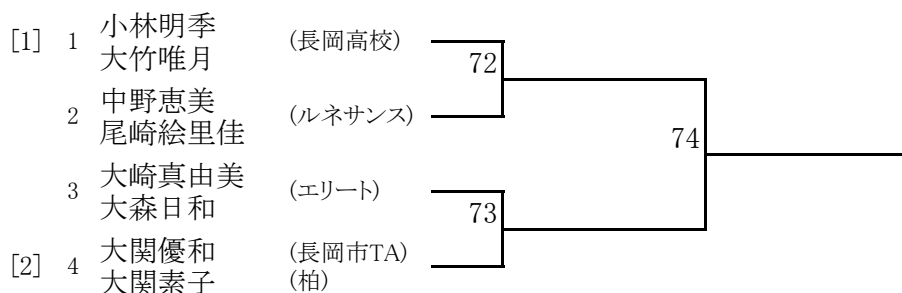 [1] 1 小林明季 (長岡高校)
大竹唯月
72
2 中野恵美 (ルネサンス)
尾崎絵里佳
74
3 大崎真由美 (エリート)
大森日和
73
[2] 4 大関優和 (長岡市TA)
大関素子 (柏)